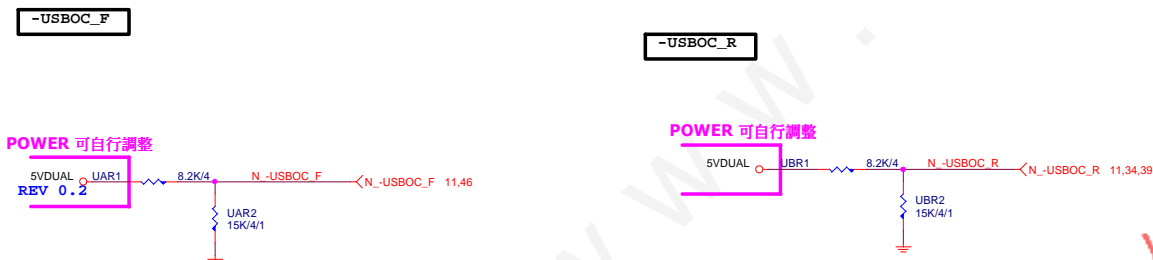 -USBOC_F
-USBOC_R
POWER 可自行調整
5VDUAL UAR1 8.2K/4 N_-USBOC_F N_-USBOC_F 11,46
REV 0.2
UAR2
15K/4/1
POWER 可自行調整
5VDUAL UBR1 8.2K/4 N_-USBOC_R N_-USBOC_R 11,34,39
UBR2
15K/4/1
w w w .